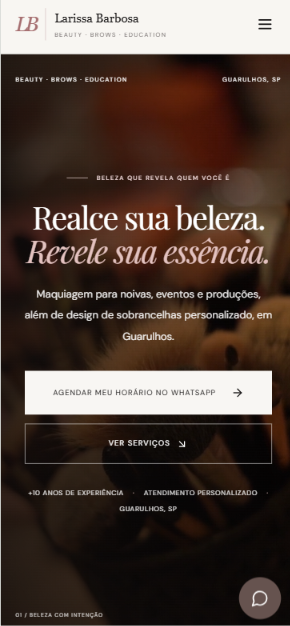 LB
Larissa Barbosa
BEAUTY · BROWS · EDUCATION
BEAUTY · BROWS · EDUCATION
GUARULHOS, SP
BELEZA QUE REVELA QUEM VOCÊ É
Realce sua beleza.
Revele sua essência.
Maquiagem para noivas, eventos e produções,
além de design de sobrancelhas personalizado, em
Guarulhos.
AGENDAR MEU HORÁRIO NO WHATSAPP →
VER SERVIÇOS ↘
+10 ANOS DE EXPERIÊNCIA · ATENDIMENTO PERSONALIZADO ·
GUARULHOS, SP
01 / BELEZA COM INTENÇÃO